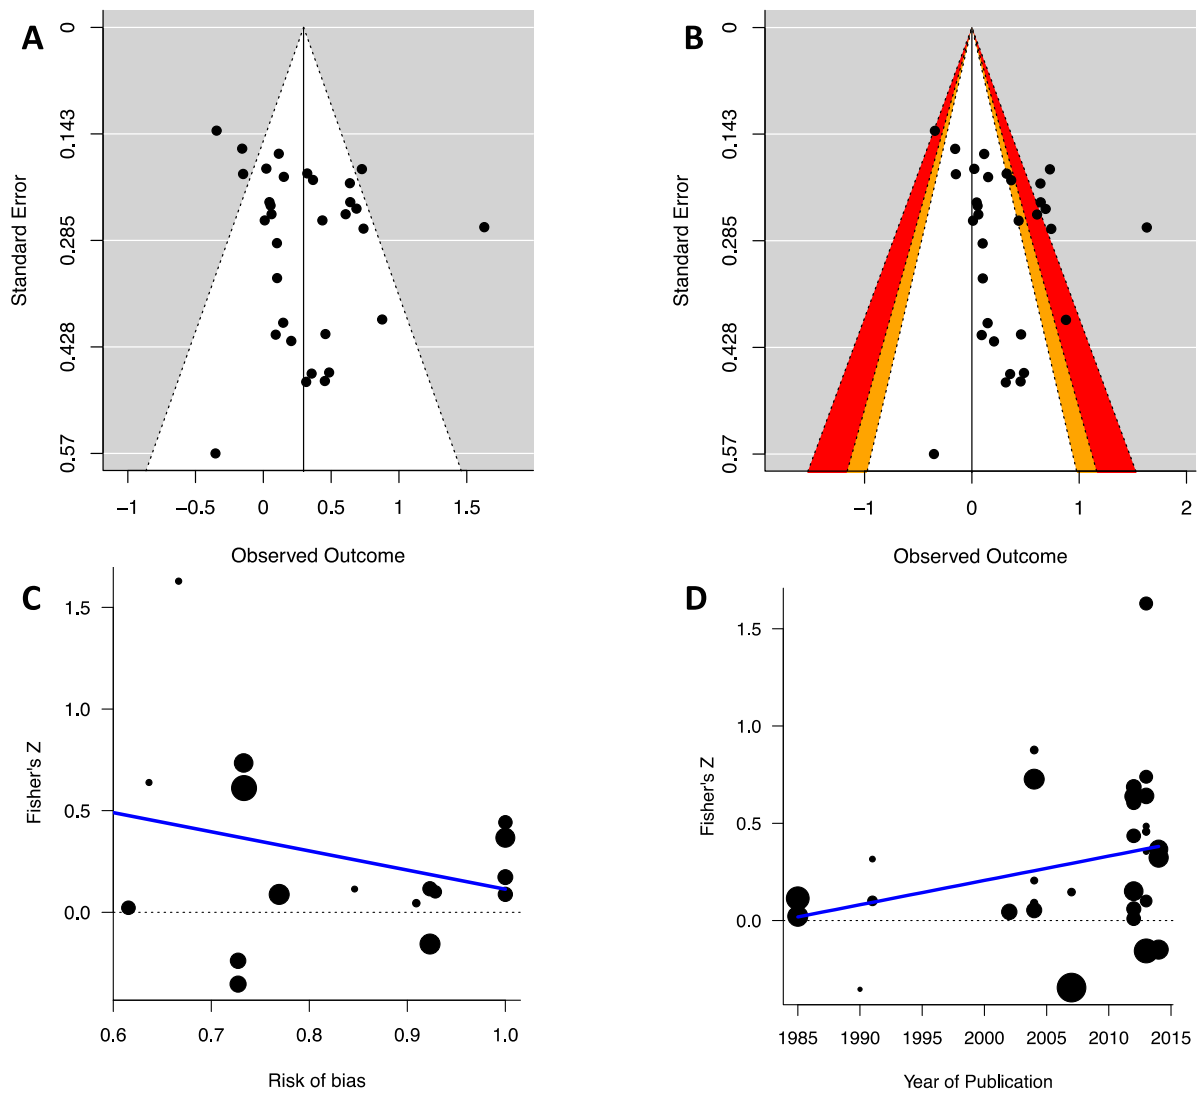 A
0
0.143
0.285
0.428
0.57
Standard Error
−1 −0.5 0 0.5 1 1.5
Observed Outcome
B
0
0.143
0.285
0.428
0.57
Standard Error
−1 0 1 2
Observed Outcome
C
1.5
1.0
0.5
0.0
Fisher's Z
0.6 0.7 0.8 0.9 1.0
Risk of bias
D
1.5
1.0
0.5
0.0
Fisher's Z
1985 1990 1995 2000 2005 2010 2015
Year of Publication